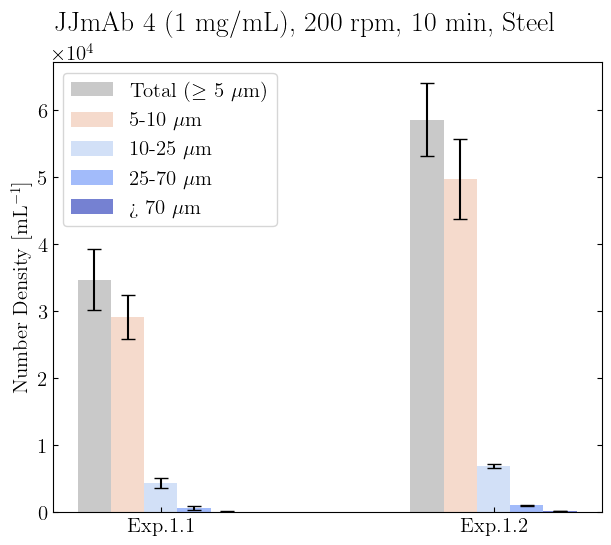 JJmAb 4 (1 mg/mL), 200 rpm, 10 min, Steel
×10⁴
Total (≥ 5 µm)
5-10 µm
10-25 µm
25-70 µm
¿ 70 µm
Number Density [mL⁻¹]
6
5
4
3
2
1
0
Exp.1.1
Exp.1.2